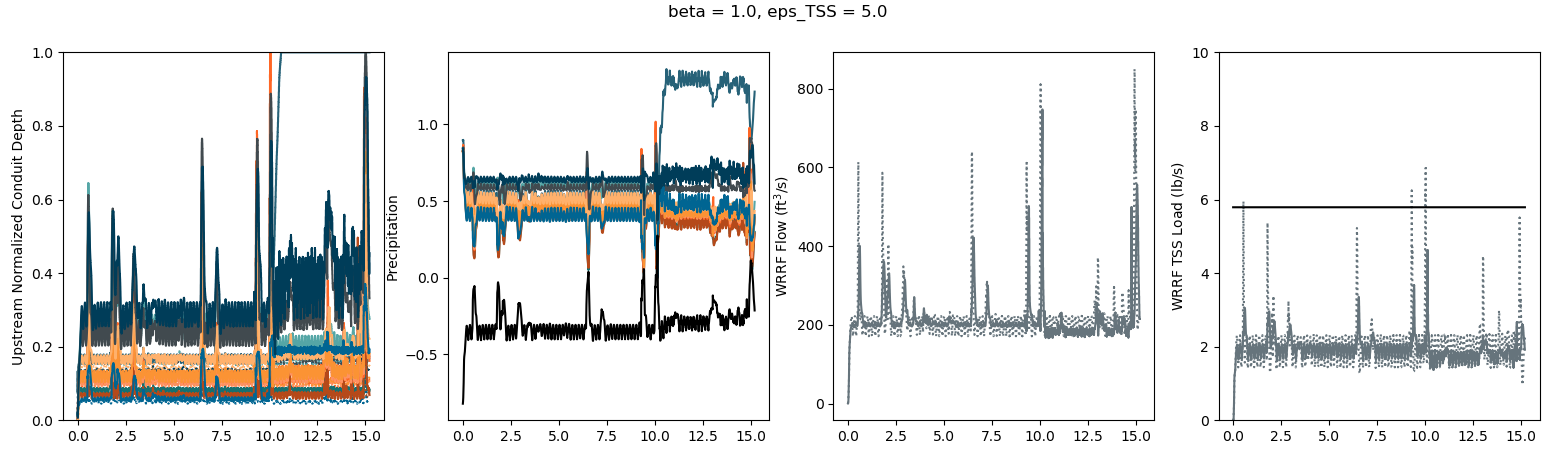 beta = 1.0, eps_TSS = 5.0
Upstream Normalized Conduit Depth
1.0
0.8
0.6
0.4
0.2
0.0
0.0 2.5 5.0 7.5 10.0 12.5 15.0
Precipitation
1.0
0.5
0.0
−0.5
0.0 2.5 5.0 7.5 10.0 12.5 15.0
WRRF Flow (ft³/s)
800
600
400
200
0
0.0 2.5 5.0 7.5 10.0 12.5 15.0
WRRF TSS Load (lb/s)
10
8
6
4
2
0
0.0 2.5 5.0 7.5 10.0 12.5 15.0